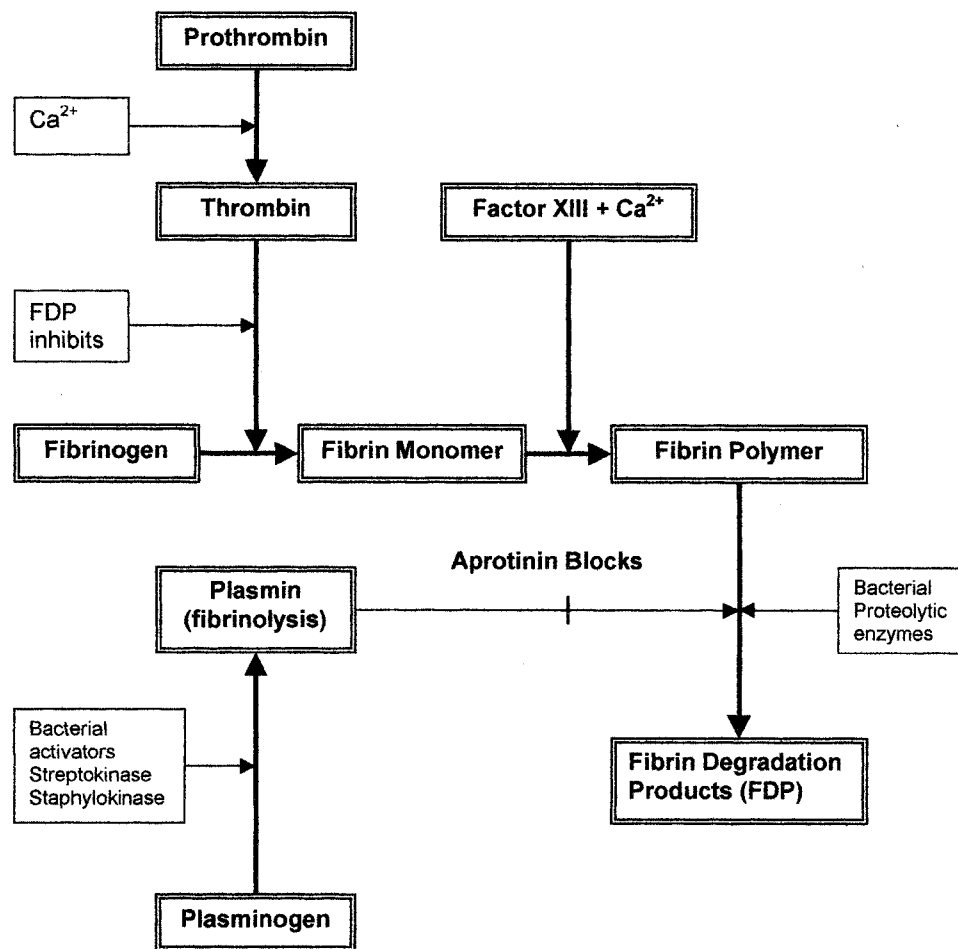 Prothrombin
Ca²⁺
Thrombin
Factor XIII + Ca²⁺
FDP
inhibits
Fibrinogen
Fibrin Monomer
Fibrin Polymer
Aprotinin Blocks
Plasmin
(fibrinolysis)
Bacterial
Proteolytic
enzymes
Bacterial
activators
Streptokinase
Staphylokinase
Fibrin Degradation
Products (FDP)
Plasminogen